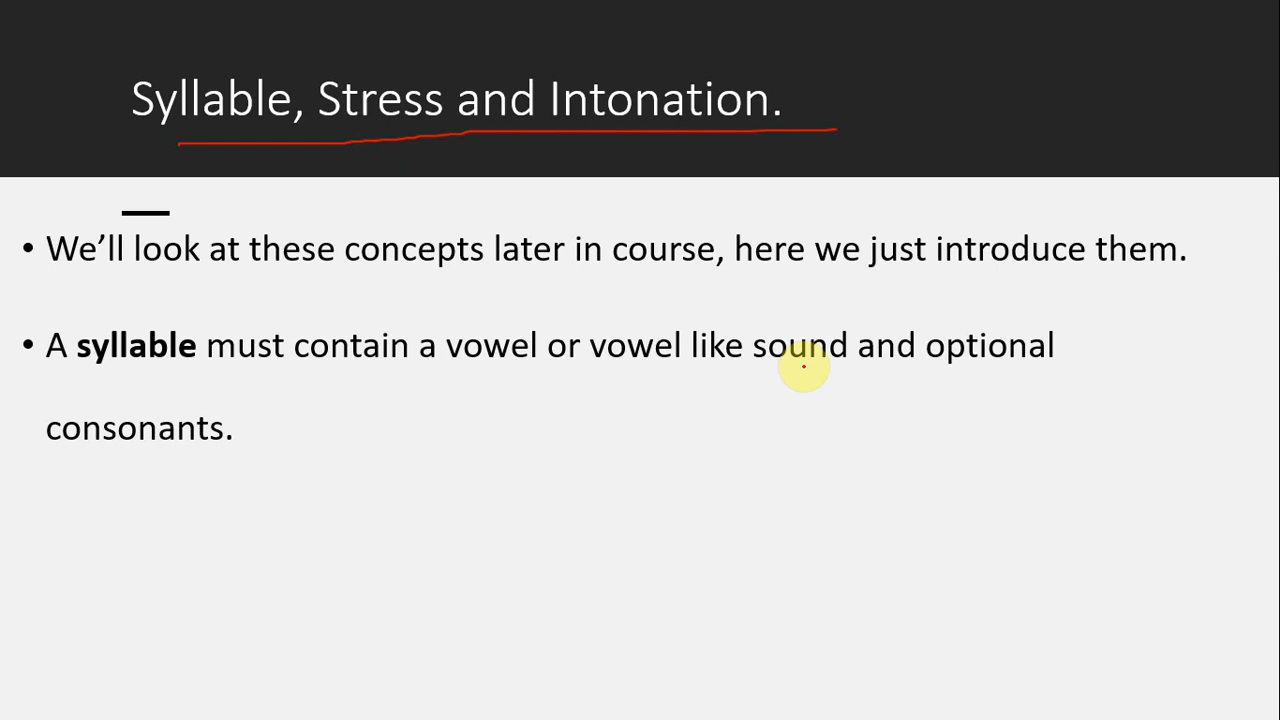 Syllable, Stress and Intonation.
• We’ll look at these concepts later in course, here we just introduce them.
• A syllable must contain a vowel or vowel like sound and optional
consonants.